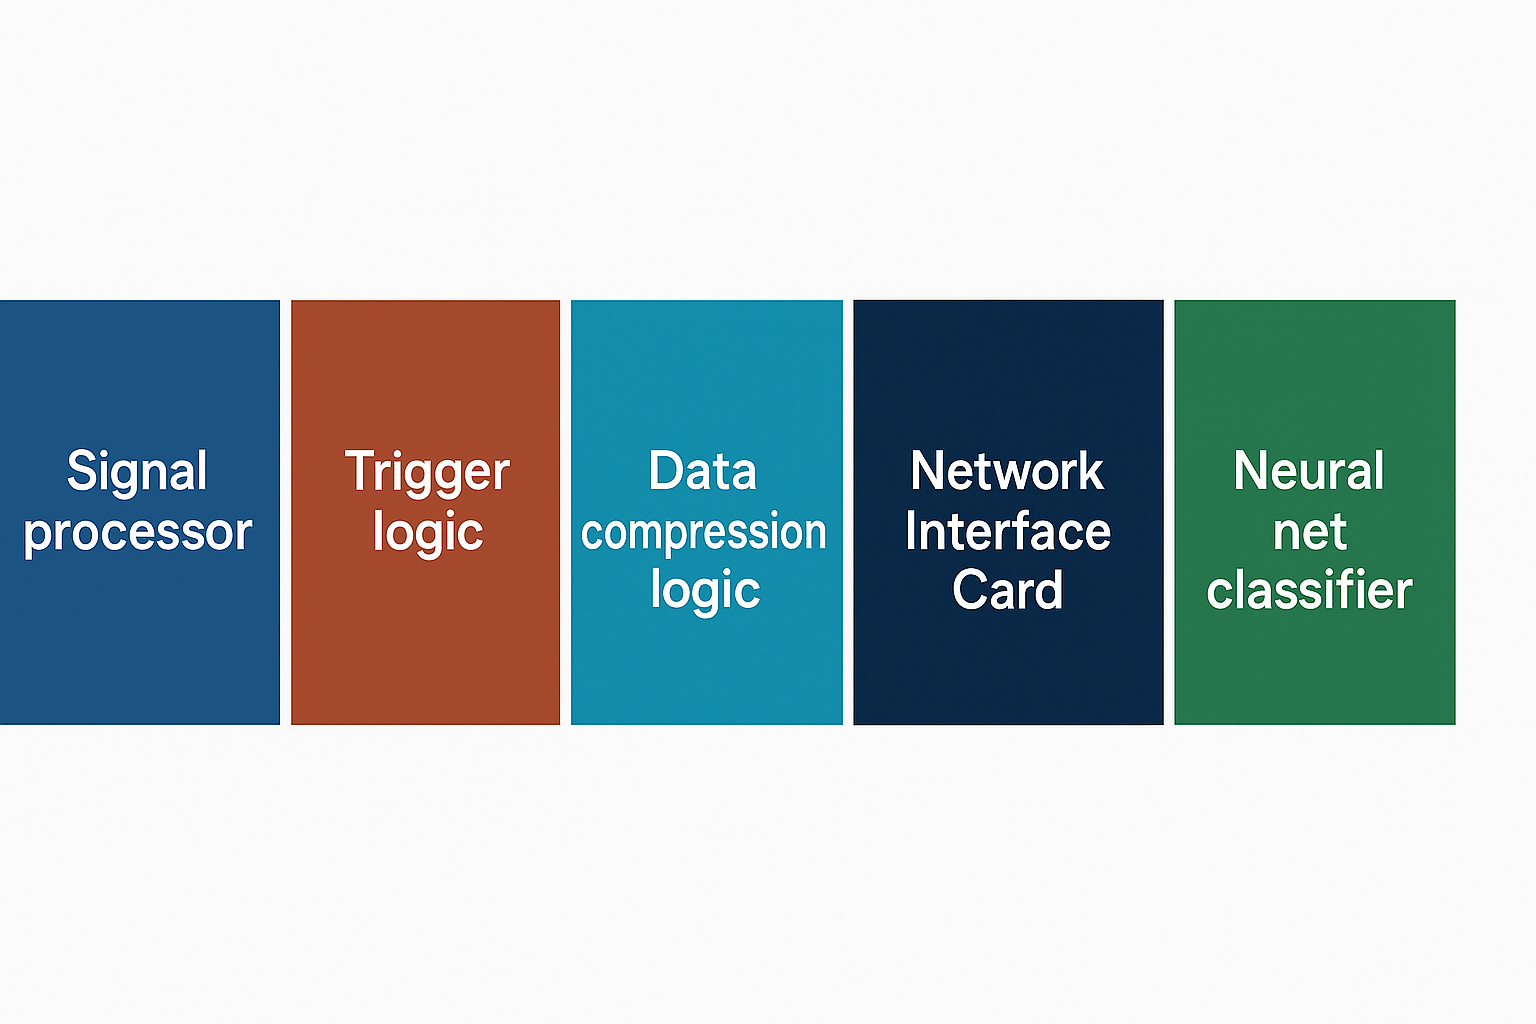 Signal
processor
Trigger
logic
Data
compression
logic
Network
Interface
Card
Neural
net
classifier